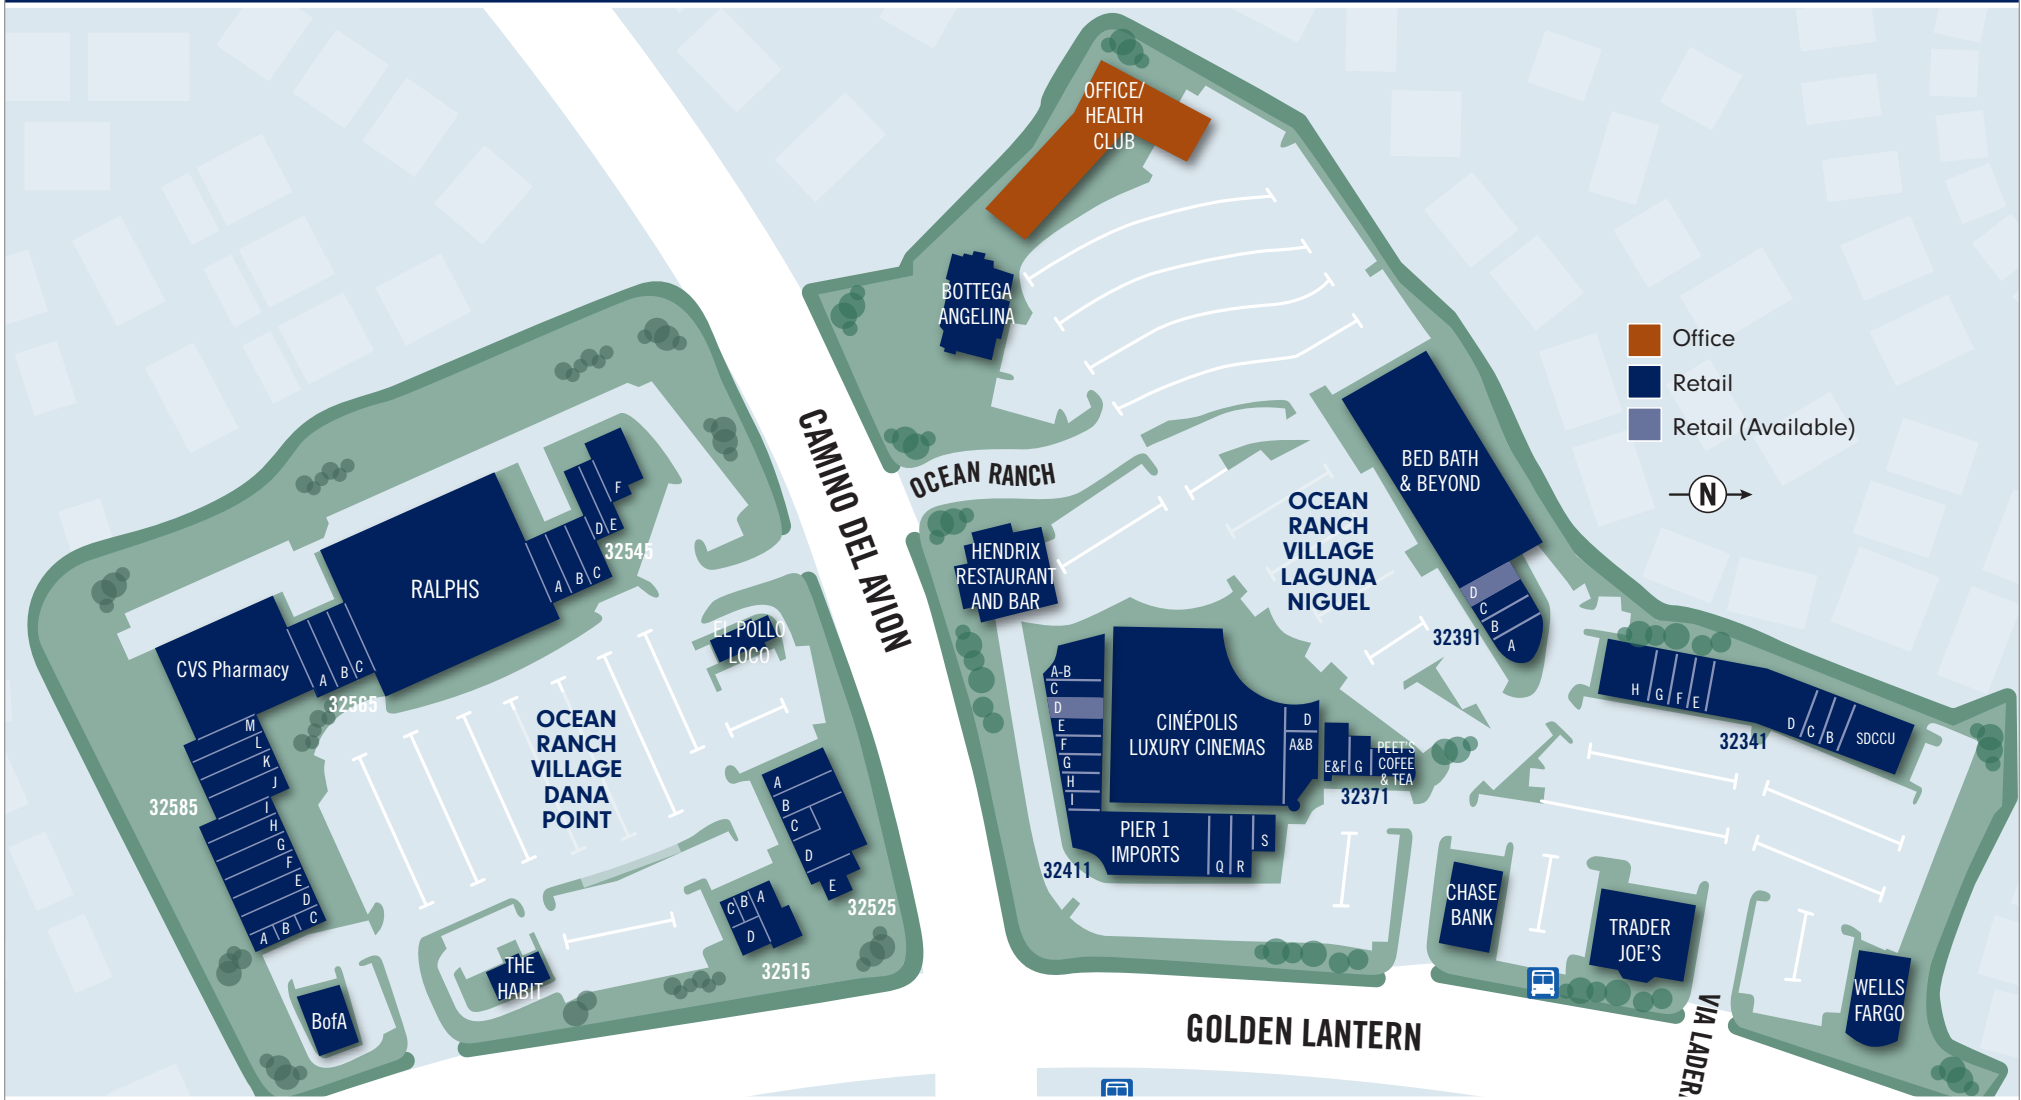 OFFICE/
HEALTH
CLUB
BOTTEGA
ANGELINA
Office
Retail
Retail (Available)
N
CAMINO DEL AVION
OCEAN RANCH
BED BATH
& BEYOND
D
C
B
A
32391
OCEAN
RANCH
VILLAGE
LAGUNA
NIGUEL
HENDRIX
RESTAURANT
AND BAR
F
E
D
32545
A
B
C
RALPHS
CVS Pharmacy
A
B
C
32565
EL POLLO
LOCO
OCEAN
RANCH
VILLAGE
DANA
POINT
M
L
K
J
I
H
G
F
E
D
C
B
A
32585
A
B
C
D
E
32525
C
B
A
D
32515
THE
HABIT
BofA
A-B
C
D
E
F
G
H
I
CINÉPOLIS
LUXURY CINEMAS
D
A&B
E&F
G
PEET'S
COFEE
& TEA
32371
PIER 1
IMPORTS
Q
R
S
32411
H
G
F
E
D
C
B
SDCCU
32341
CHASE
BANK
TRADER
JOE'S
WELLS
FARGO
GOLDEN LANTERN